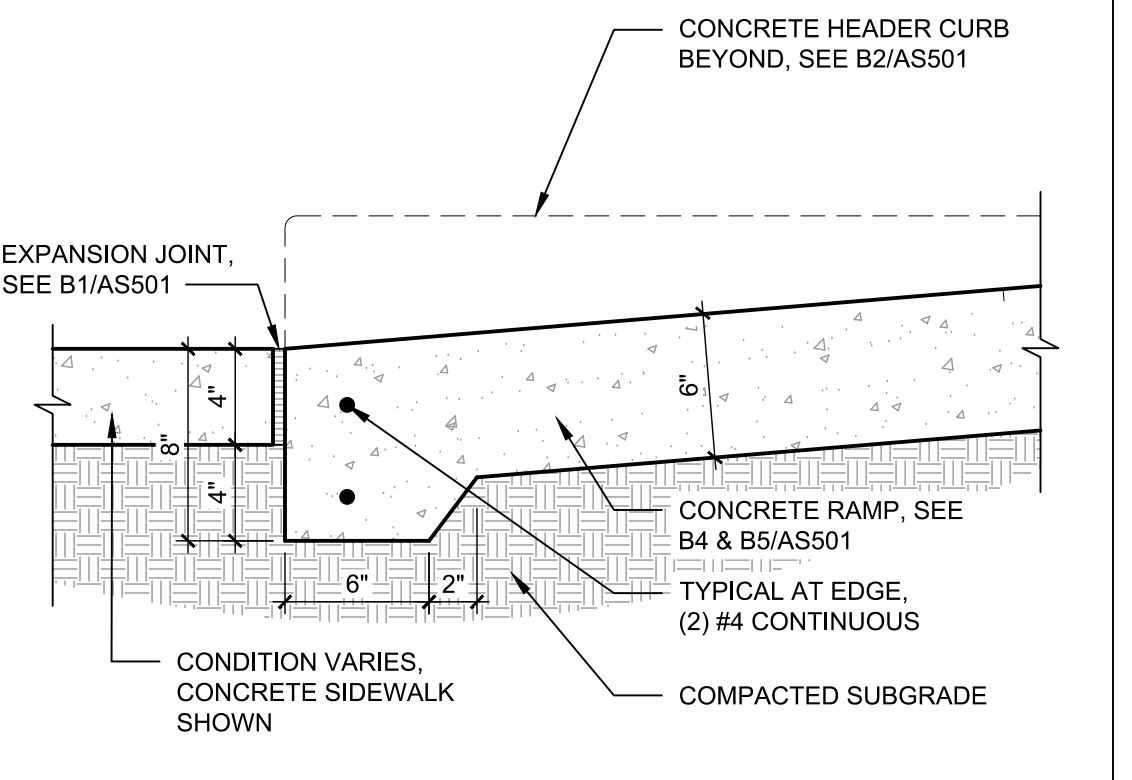 CONCRETE HEADER CURB
BEYOND, SEE B2/AS501
EXPANSION JOINT,
SEE B1/AS501
4"
8"
4"
6"
6"
2"
CONCRETE RAMP, SEE
B4 & B5/AS501
TYPICAL AT EDGE,
(2) #4 CONTINUOUS
CONDITION VARIES,
CONCRETE SIDEWALK
SHOWN
COMPACTED SUBGRADE